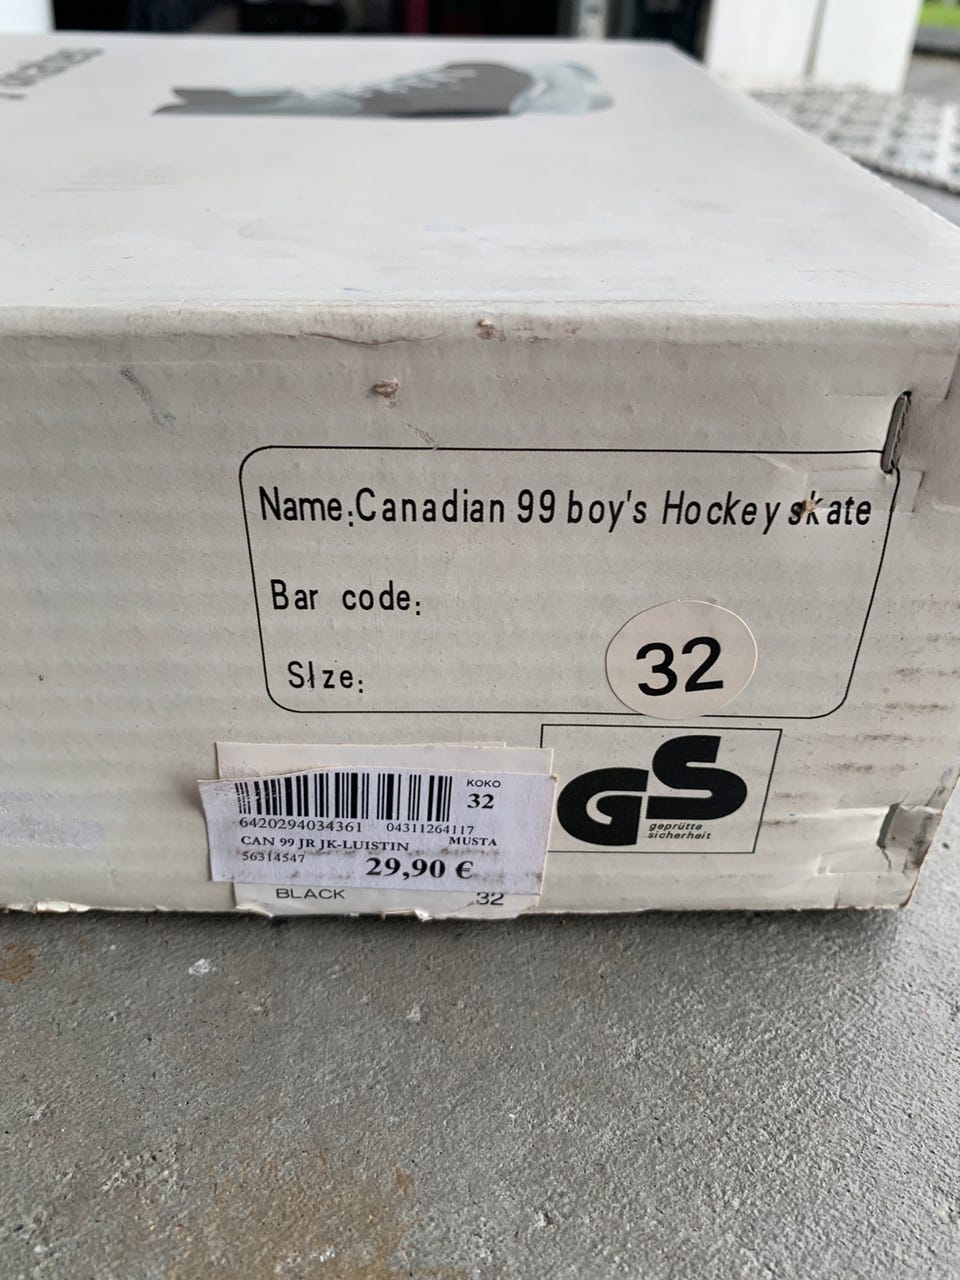 Name:Canadian 99 boy's Hockey skate
Bar code:
SIze:
32
GS
geprüfte
sicherheit
KOKO
32
6420294034361 04311264117
CAN 99 JR JK-LUISTIN MUSTA
56314547 29,90 €
BLACK 32